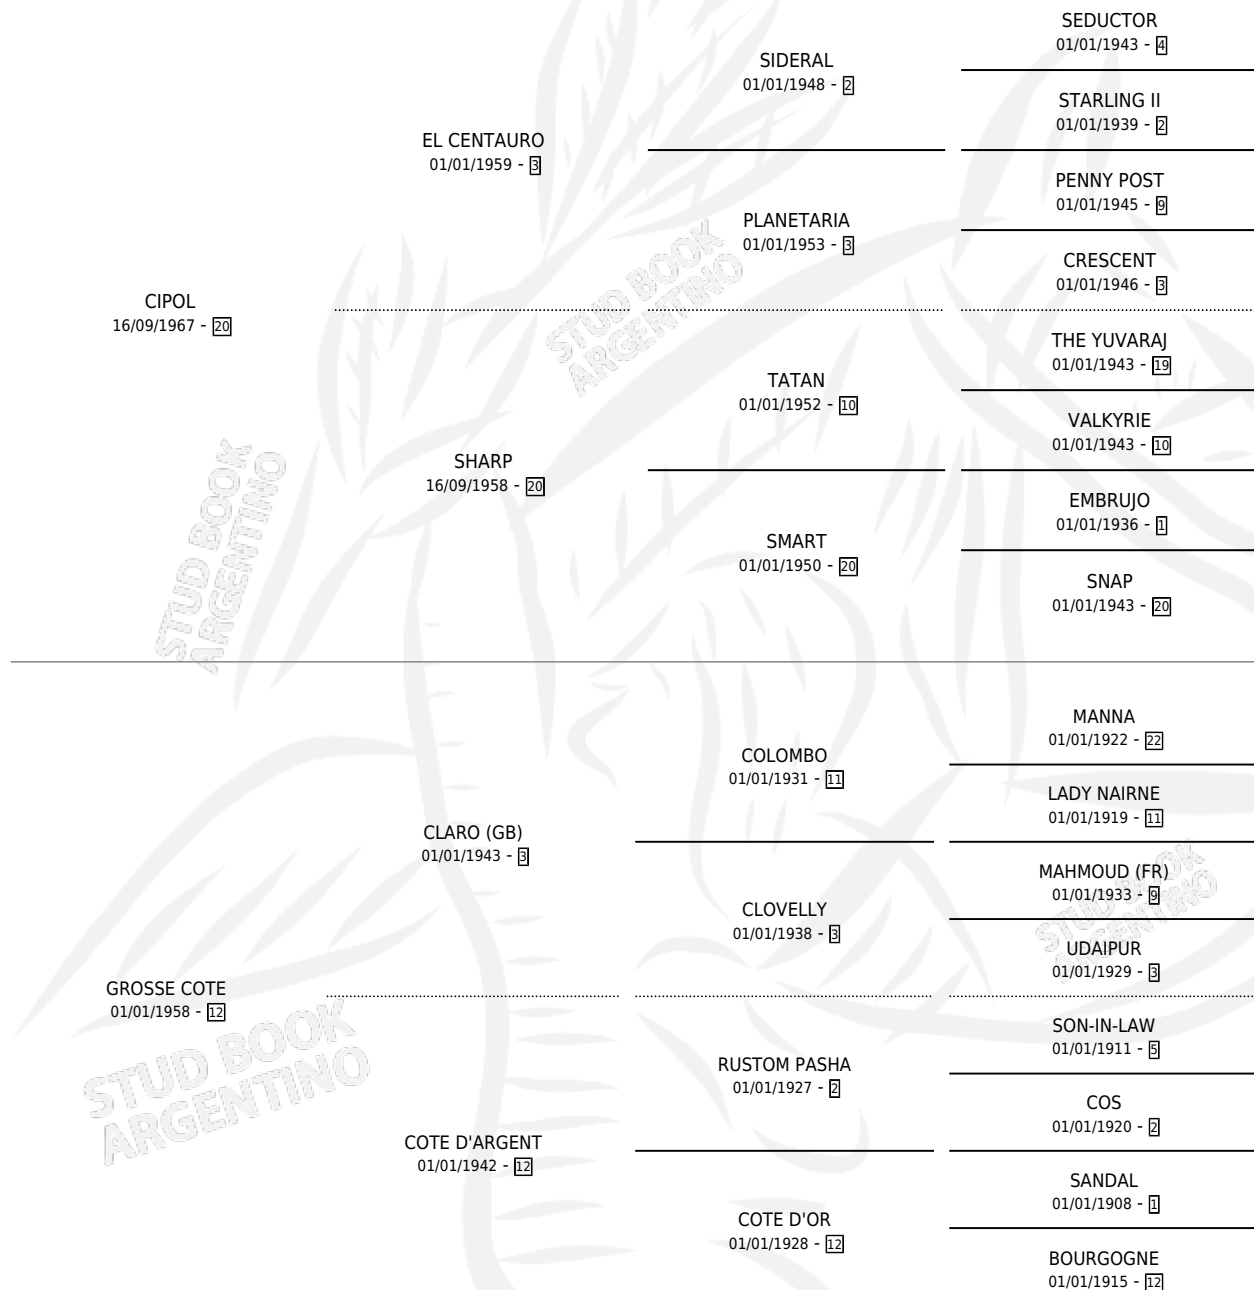 SEDUCTOR
01/01/1943 - 4
SIDERAL
01/01/1948 - 2
STARLING II
01/01/1939 - 2
EL CENTAURO
01/01/1959 - 3
PENNY POST
01/01/1945 - 9
PLANETARIA
01/01/1953 - 3
CRESCENT
01/01/1946 - 3
CIPOL
16/09/1967 - 20
STUD BOOK
ARGENTINO
THE YUVARAJ
01/01/1943 - 19
TATAN
01/01/1952 - 10
VALKYRIE
01/01/1943 - 10
SHARP
16/09/1958 - 20
EMBRUJO
01/01/1936 - 1
SMART
01/01/1950 - 20
SNAP
01/01/1943 - 20
STUD BOOK
ARGENTINO
MANNA
01/01/1922 - 22
COLOMBO
01/01/1931 - 11
LADY NAIRNE
01/01/1919 - 11
CLARO (GB)
01/01/1943 - 3
MAHMOUD (FR)
01/01/1933 - 9
CLOVELLY
01/01/1938 - 3
UDAIPUR
01/01/1929 - 3
STUD BOOK
ARGENTINO
GROSSE COTE
01/01/1958 - 12
STUD BOOK
ARGENTINO
SON-IN-LAW
01/01/1911 - 5
RUSTOM PASHA
01/01/1927 - 2
COS
01/01/1920 - 2
COTE D'ARGENT
01/01/1942 - 12
SANDAL
01/01/1908 - 1
COTE D'OR
01/01/1928 - 12
BOURGOGNE
01/01/1915 - 12